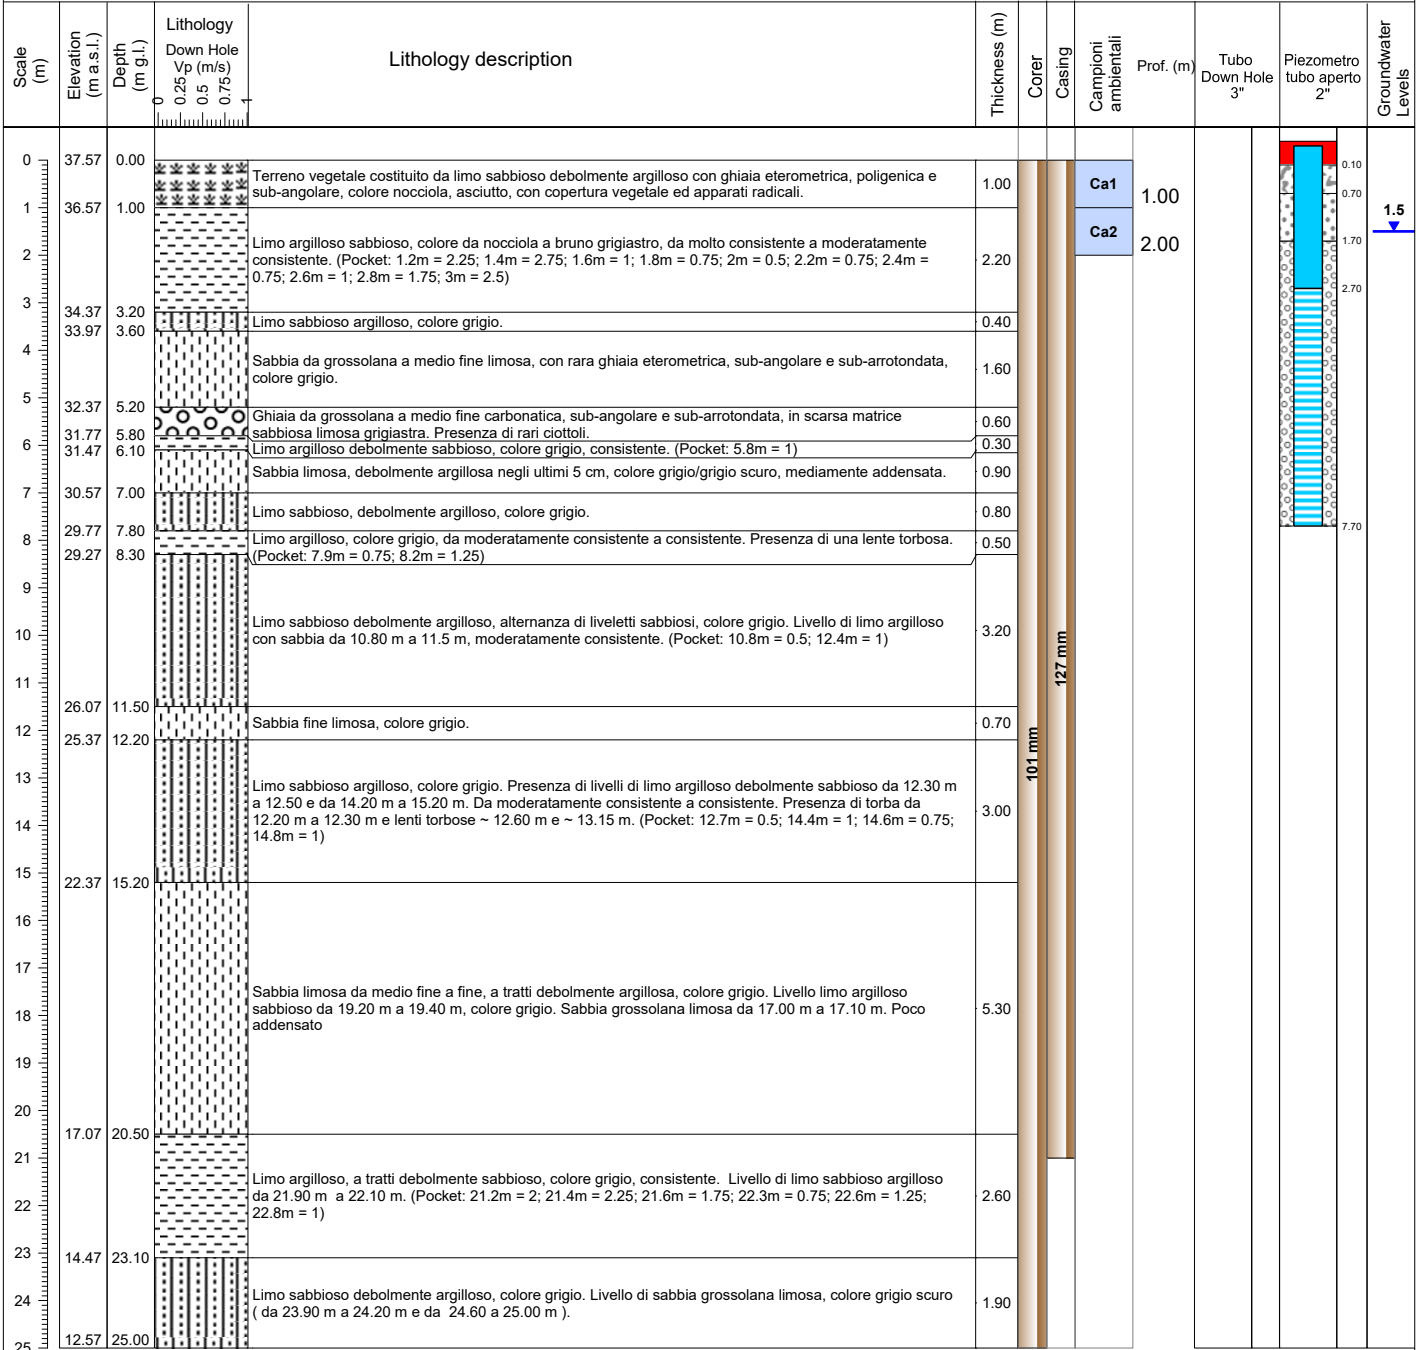 Scale
(m)
Elevation
(m a.s.l.)
Depth
(m g.l.)
Lithology
Down Hole
Vp (m/s)
0
0.25
0.5
0.75
1
Lithology description
Thickness (m)
Corer
Casing
Campioni
ambientali
Prof. (m)
Tubo
Down Hole
3"
Piezometro
tubo aperto
2"
Groundwater
Levels
0
37.57 0.00
Terreno vegetale costituito da limo sabbioso debolmente argilloso con ghiaia eterometrica, poligenica e
sub-angolare, colore nocciola, asciutto, con copertura vegetale ed apparati radicali.
1.00
Ca1
1.00
0.10
0.70
1
36.57 1.00
Limo argilloso sabbioso, colore da nocciola a bruno grigiastro, da molto consistente a moderatamente
consistente. (Pocket: 1.2m = 2.25; 1.4m = 2.75; 1.6m = 1; 1.8m = 0.75; 2m = 0.5; 2.2m = 0.75; 2.4m =
0.75; 2.6m = 1; 2.8m = 1.75; 3m = 2.5)
2.20
Ca2
2.00
1.5
1.70
2
2.70
3
34.37 3.20
Limo sabbioso argilloso, colore grigio.
0.40
33.97 3.60
Sabbia da grossolana a medio fine limosa, con rara ghiaia eterometrica, sub-angolare e sub-arrotondata,
colore grigio.
1.60
4
5
32.37 5.20
Ghiaia da grossolana a medio fine carbonatica, sub-angolare e sub-arrotondata, in scarsa matrice
sabbiosa limosa grigiastra. Presenza di rari ciottoli.
0.60
31.77 5.80
Limo argilloso debolmente sabbioso, colore grigio, consistente. (Pocket: 5.8m = 1)
0.30
6
31.47 6.10
Sabbia limosa, debolmente argillosa negli ultimi 5 cm, colore grigio/grigio scuro, mediamente addensata.
0.90
7
30.57 7.00
Limo sabbioso, debolmente argilloso, colore grigio.
0.80
7.70
29.77 7.80
Limo argilloso, colore grigio, da moderatamente consistente a consistente. Presenza di una lente torbosa.
(Pocket: 7.9m = 0.75; 8.2m = 1.25)
0.50
8
29.27 8.30
Limo sabbioso debolmente argilloso, alternanza di liveletti sabbiosi, colore grigio. Livello di limo argilloso
con sabbia da 10.80 m a 11.5 m, moderatamente consistente. (Pocket: 10.8m = 0.5; 12.4m = 1)
3.20
9
10
11
127 mm
26.07 11.50
Sabbia fine limosa, colore grigio.
0.70
12
25.37 12.20
101 mm
Limo sabbioso argilloso, colore grigio. Presenza di livelli di limo argilloso debolmente sabbioso da 12.30 m
a 12.50 e da 14.20 m a 15.20 m. Da moderatamente consistente a consistente. Presenza di torba da
12.20 m a 12.30 m e lenti torbose ~ 12.60 m e ~ 13.15 m. (Pocket: 12.7m = 0.5; 14.4m = 1; 14.6m = 0.75;
14.8m = 1)
3.00
13
14
15
22.37 15.20
Sabbia limosa da medio fine a fine, a tratti debolmente argillosa, colore grigio. Livello limo argilloso
sabbioso da 19.20 m a 19.40 m, colore grigio. Sabbia grossolana limosa da 17.00 m a 17.10 m. Poco
addensato
5.30
16
17
18
19
20
17.07 20.50
Limo argilloso, a tratti debolmente sabbioso, colore grigio, consistente. Livello di limo sabbioso argilloso
da 21.90 m a 22.10 m. (Pocket: 21.2m = 2; 21.4m = 2.25; 21.6m = 1.75; 22.3m = 0.75; 22.6m = 1.25;
22.8m = 1)
2.60
21
22
23
14.47 23.10
Limo sabbioso debolmente argilloso, colore grigio. Livello di sabbia grossolana limosa, colore grigio scuro
( da 23.90 m a 24.20 m e da 24.60 a 25.00 m ).
1.90
24
12.57 25.00
25